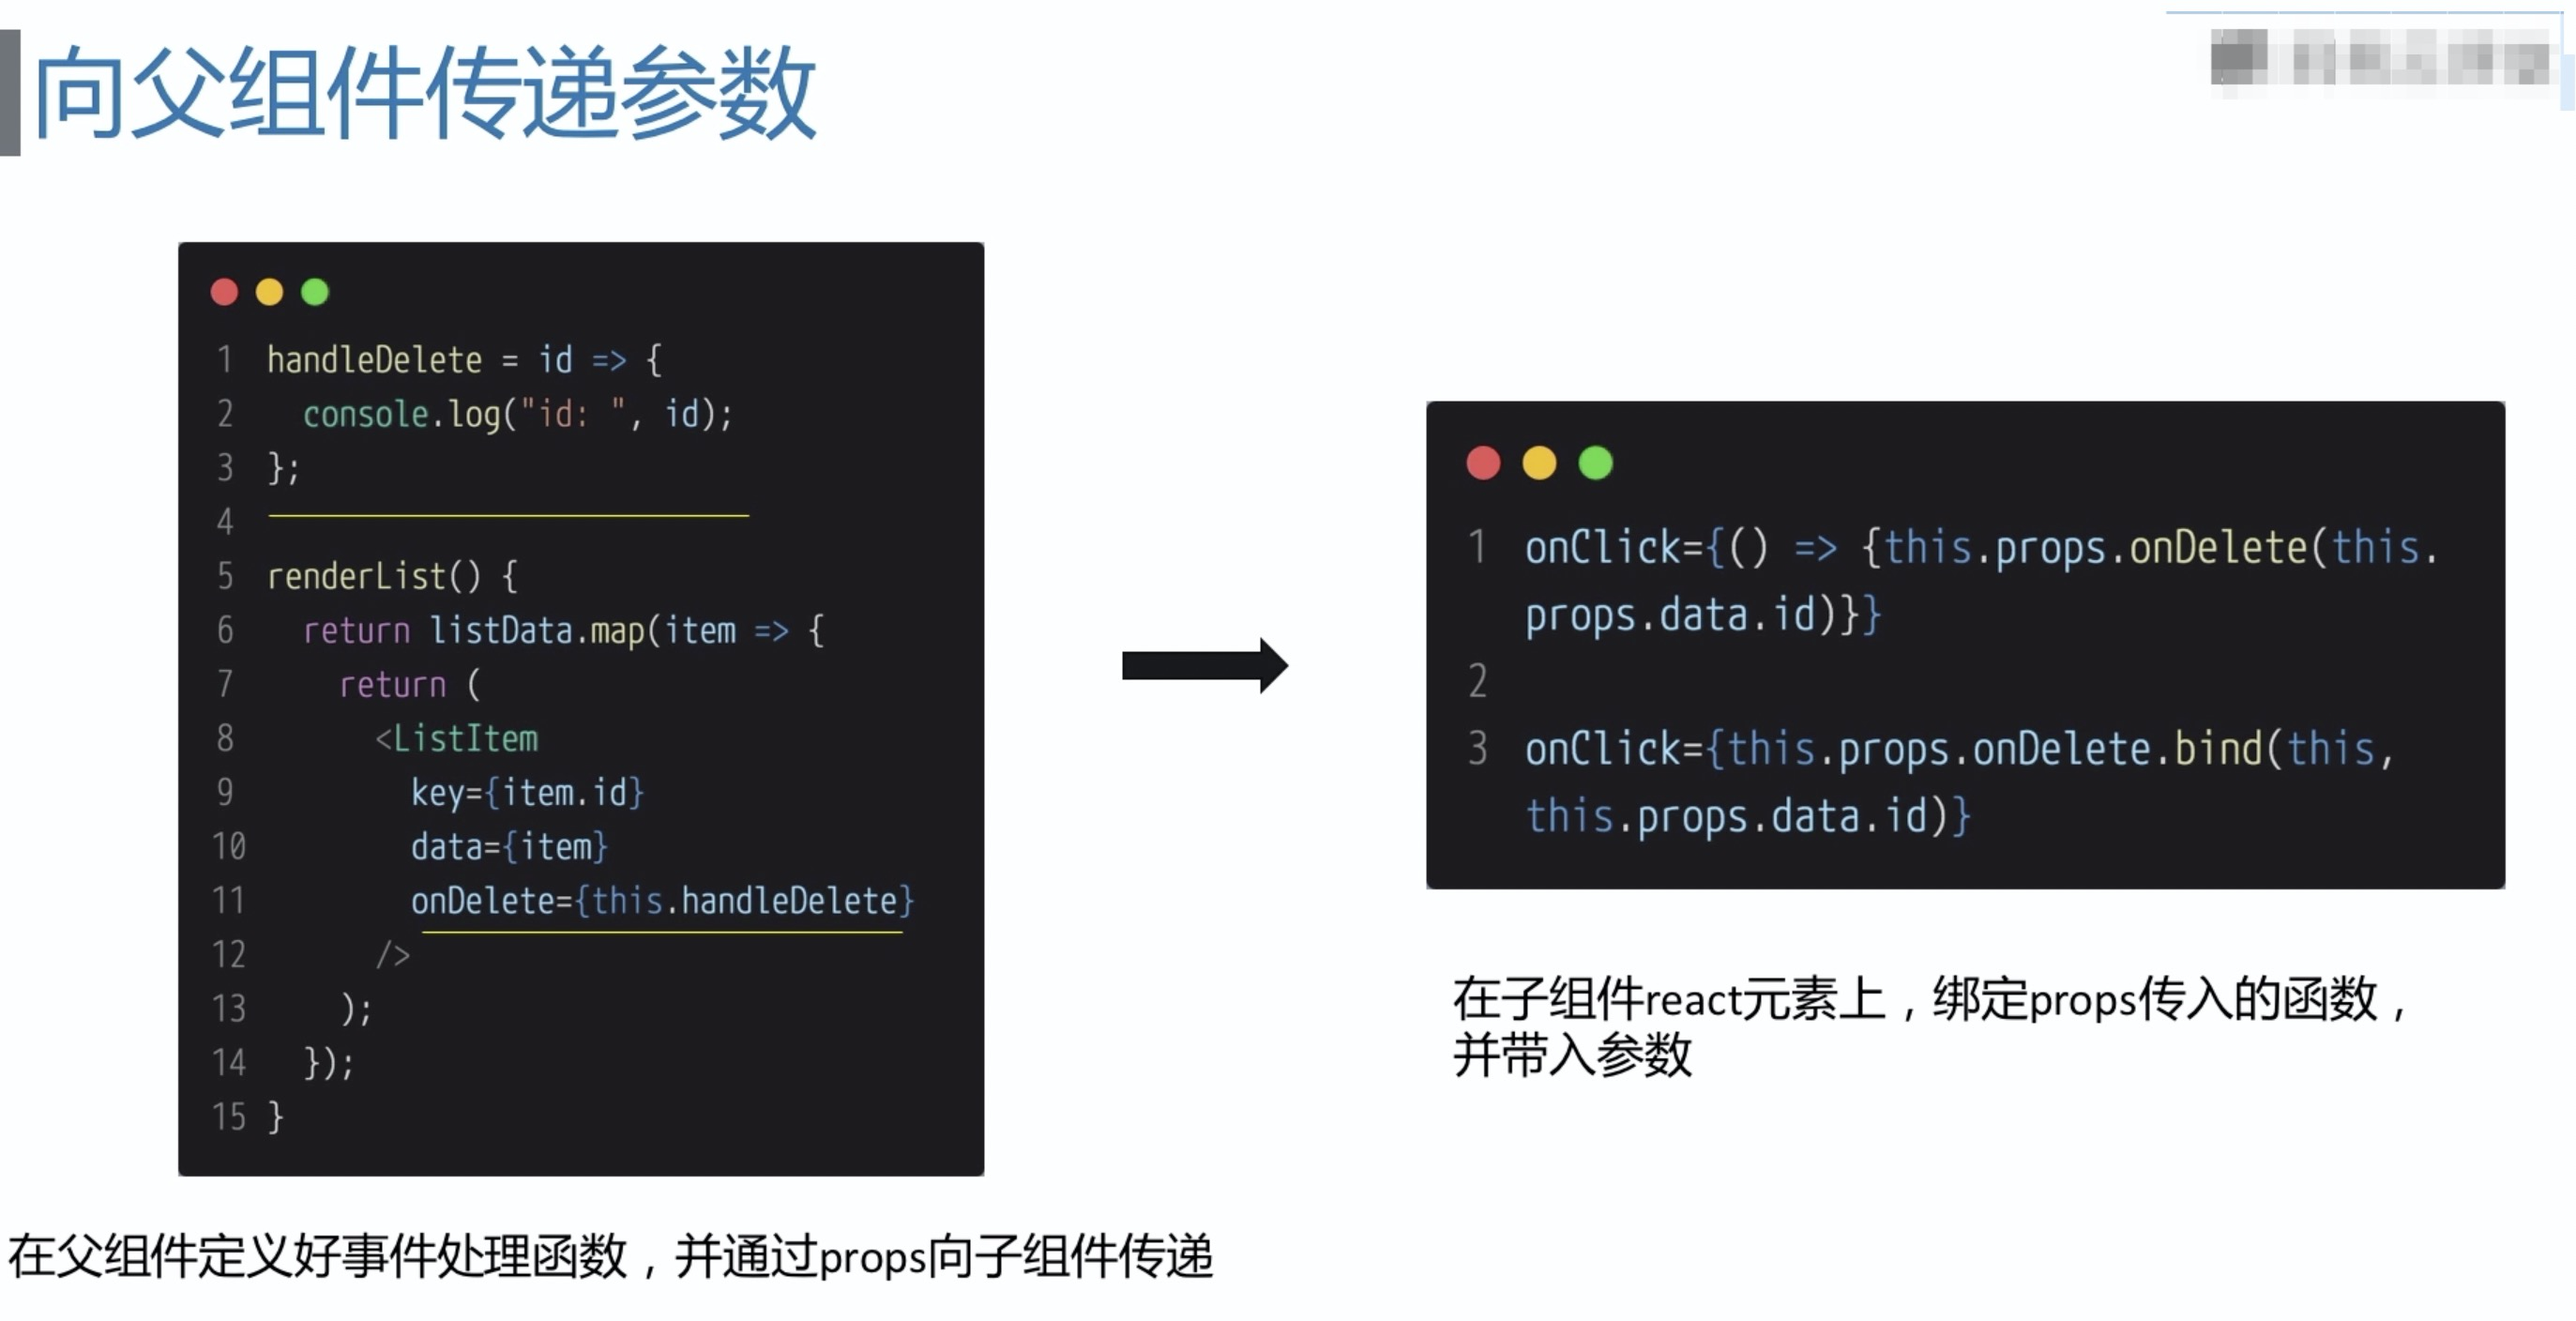 向父组件传递参数
1 handleDelete = id => {
2 console.log("id: ", id);
3 };
4
5 renderList() {
6 return listData.map(item => {
7 return (
8 <ListItem
9 key={item.id}
10 data={item}
11 onDelete={this.handleDelete}
12 />
13 );
14 });
15 }
在父组件定义好事件处理函数，并通过props向子组件传递
1 onClick={() => {this.props.onDelete(this.
props.data.id)}}
2
3 onClick={this.props.onDelete.bind(this,
this.props.data.id)}
在子组件react元素上，绑定props传入的函数，
并带入参数